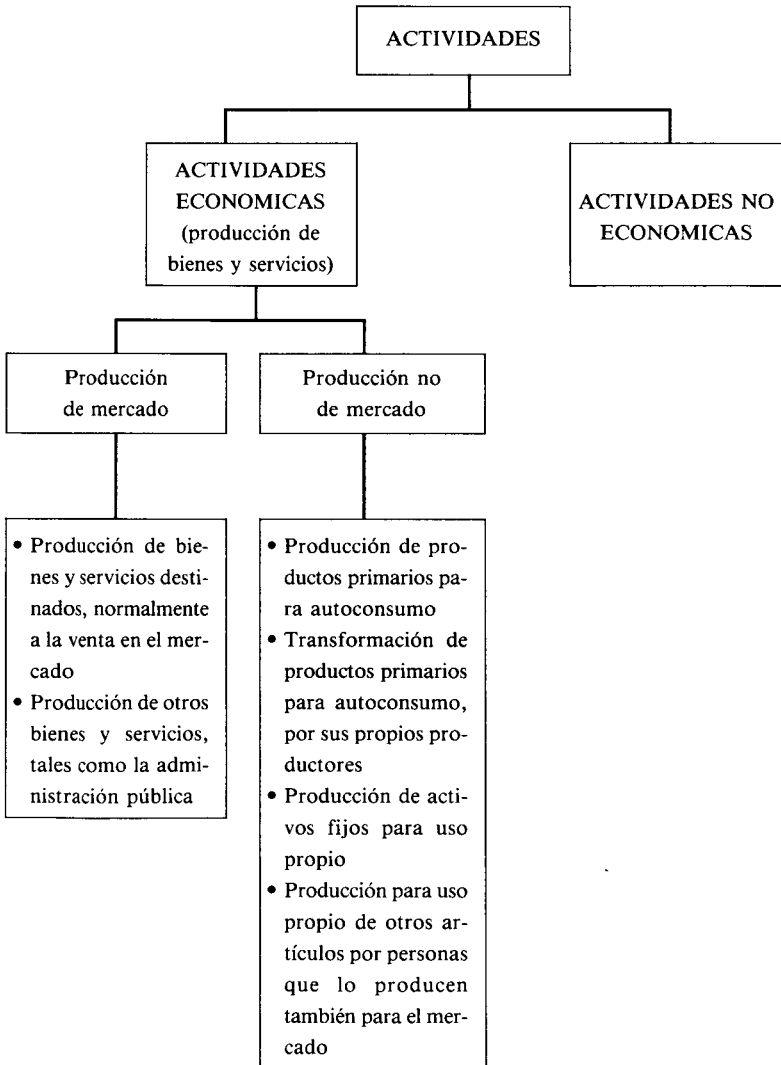 ACTIVIDADES
ACTIVIDADES
ECONOMICAS
(producción de
bienes y servicios)
ACTIVIDADES NO
ECONOMICAS
Producción
de mercado
Producción no
de mercado
• Producción de bie-
nes y servicios desti-
nados, normalmente
a la venta en el mer-
cado
• Producción de otros
bienes y servicios,
tales como la admi-
nistración pública
• Producción de pro-
ductos primarios pa-
ra autoconsumo
• Transformación de
productos primarios
para autoconsumo,
por sus propios pro-
ductores
• Producción de acti-
vos fijos para uso
propio
• Producción para uso
propio de otros ar-
tículos por personas
que lo producen
también para el mer-
cado